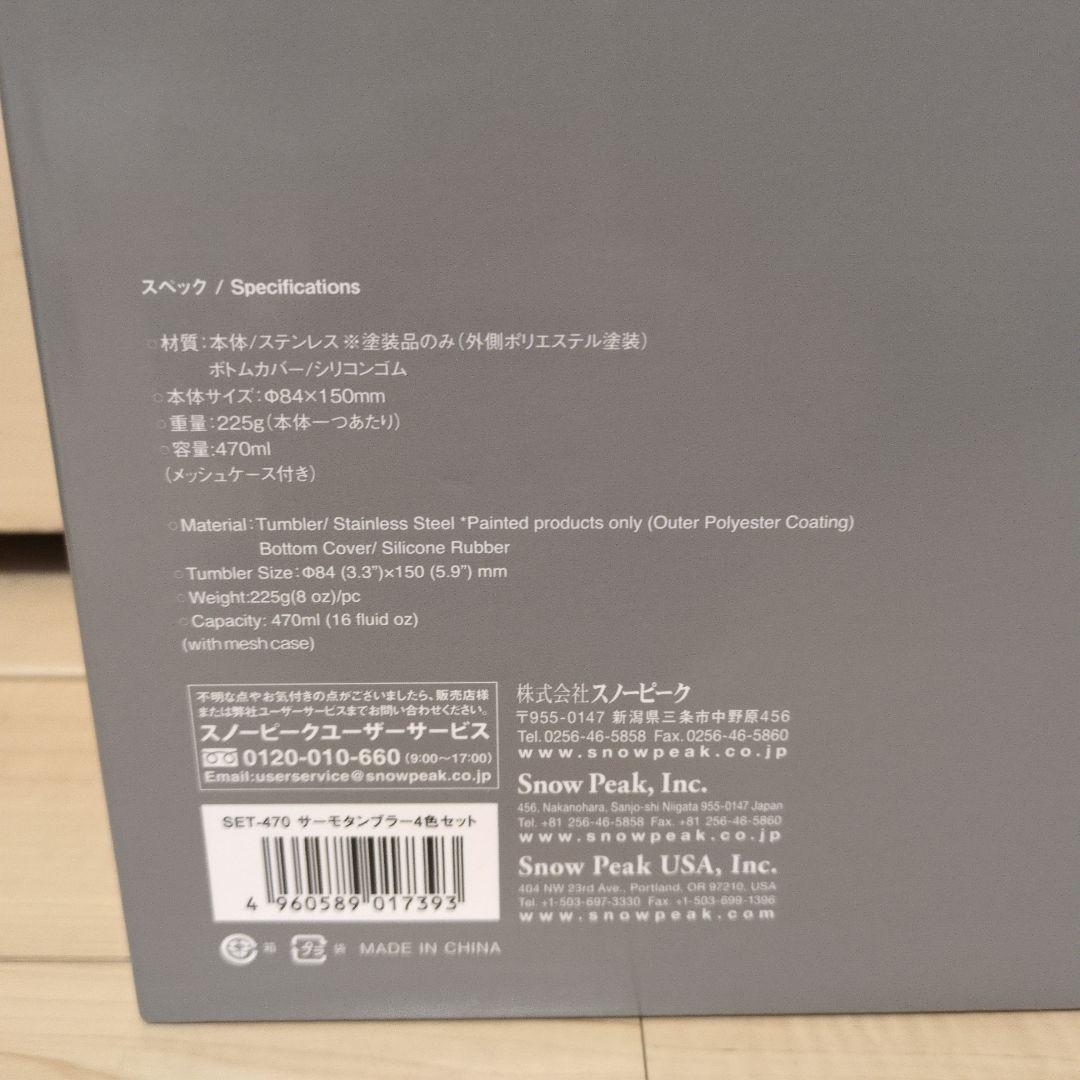 スペック / Specifications
○材質：本体/ステンレス※塗装品のみ（外側ポリエステル塗装）
ボトムカバー/シリコンゴム
○本体サイズ：Φ84×150mm
○重量：225g（本体一つあたり）
○容量:470ml
（メッシュケース付き）
○Material：Tumbler/ Stainless Steel *Painted products only (Outer Polyester Coating)
Bottom Cover/ Silicone Rubber
○Tumbler Size：Φ84 (3.3”)×150 (5.9”) mm
○Weight:225g(8 oz)/pc
○Capacity: 470ml (16 fluid oz)
(with mesh case)
不明な点やお気付きの点がございましたら、販売店様
または弊社ユーザーサービスまでお問い合わせください。
スノーピークユーザーサービス
0120-010-660 (9:00～17:00)
Email:userservice@snowpeak.co.jp
株式会社スノーピーク
〒955-0147 新潟県三条市中野原456
Tel.0256-46-5858 Fax.0256-46-5860
www.snowpeak.co.jp
Snow Peak, Inc.
456, Nakanohara, Sanjo-shi Niigata 955-0147 Japan
Tel. +81 256-46-5858 Fax. +81 256-46-5860
www.snowpeak.co.jp
Snow Peak USA, Inc.
404 NW 23rd Ave., Portland, OR 97210, USA
Tel. +1-503-697-3330 Fax. +1-503-699-1396
www.snowpeak.com
SET-470 サーモタンブラー4色セット
4 960589 017393
箱 プラ 袋 MADE IN CHINA